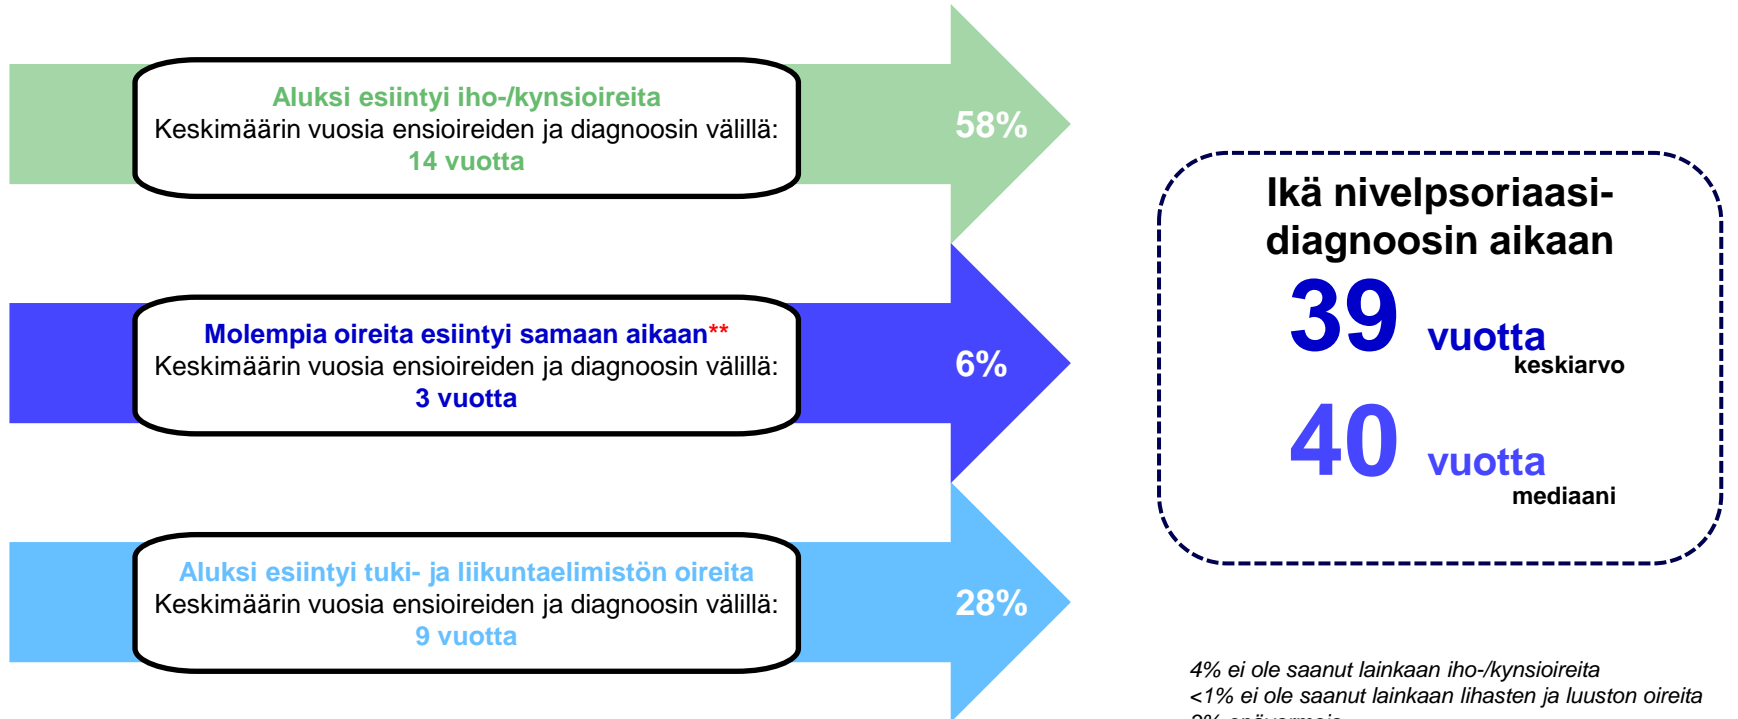 Aluksi esiintyi iho-/kynsioireita
Keskimäärin vuosia ensioireiden ja diagnoosin välillä:
14 vuotta
58%
Molempia oireita esiintyi samaan aikaan**
Keskimäärin vuosia ensioireiden ja diagnoosin välillä:
3 vuotta
6%
Aluksi esiintyi tuki- ja liikuntaelimistön oireita
Keskimäärin vuosia ensioireiden ja diagnoosin välillä:
9 vuotta
28%
Ikä nivelpsoriaasi-
diagnoosin aikaan
39 vuotta
keskiarvo
40 vuotta
mediaani
4% ei ole saanut lainkaan iho-/kynsioireita
<1% ei ole saanut lainkaan lihasten ja luuston oireita